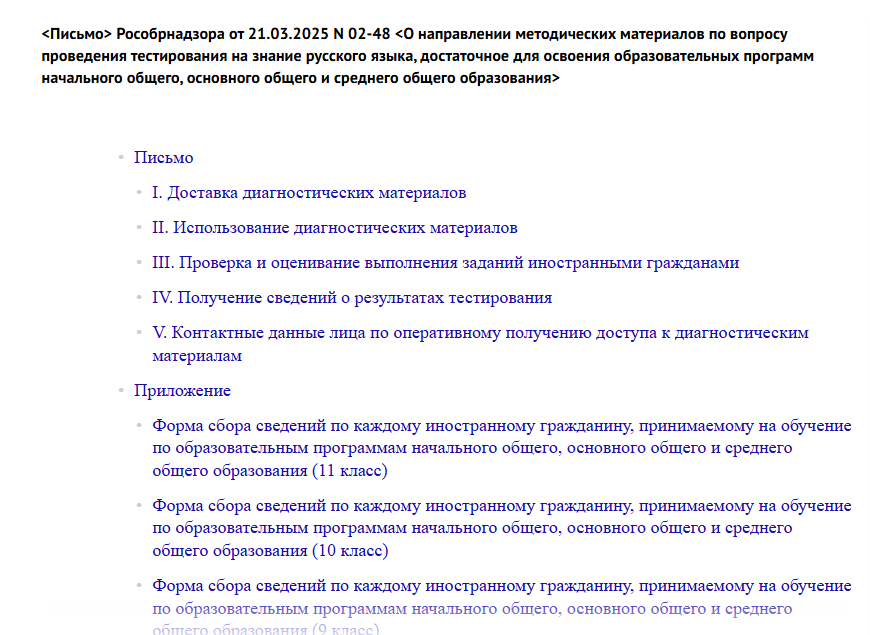 <Письмо> Рособрнадзора от 21.03.2025 N 02-48 <О направлении методических материалов по вопросу
проведения тестирования на знание русского языка, достаточное для освоения образовательных программ
начального общего, основного общего и среднего общего образования>
Письмо
I. Доставка диагностических материалов
II. Использование диагностических материалов
III. Проверка и оценивание выполнения заданий иностранными гражданами
IV. Получение сведений о результатах тестирования
V. Контактные данные лица по оперативному получению доступа к диагностическим
материалам
Приложение
Форма сбора сведений по каждому иностранному гражданину, принимаемому на обучение
по образовательным программам начального общего, основного общего и среднего
общего образования (11 класс)
Форма сбора сведений по каждому иностранному гражданину, принимаемому на обучение
по образовательным программам начального общего, основного общего и среднего
общего образования (10 класс)
Форма сбора сведений по каждому иностранному гражданину, принимаемому на обучение
по образовательным программам начального общего, основного общего и среднего
общего образования (9 класс)